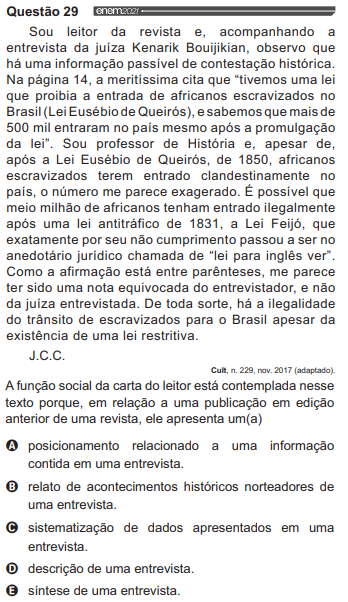 Questão 29 enem2021
Sou leitor da revista e, acompanhando a
entrevista da juíza Kenarik Bouijikian, observo que
há uma informação passível de contestação histórica.
Na página 14, a meritíssima cita que “tivemos uma lei
que proibia a entrada de africanos escravizados no
Brasil (Lei Eusébio de Queirós), e sabemos que mais de
500 mil entraram no país mesmo após a promulgação
da lei”. Sou professor de História e, apesar de,
após a Lei Eusébio de Queirós, de 1850, africanos
escravizados terem entrado clandestinamente no
país, o número me parece exagerado. É possível que
meio milhão de africanos tenham entrado ilegalmente
após uma lei antitráfico de 1831, a Lei Feijó, que
exatamente por seu não cumprimento passou a ser no
anedotário jurídico chamada de “lei para inglês ver”.
Como a afirmação está entre parênteses, me parece
ter sido uma nota equivocada do entrevistador, e não
da juíza entrevistada. De toda sorte, há a ilegalidade
do trânsito de escravizados para o Brasil apesar da
existência de uma lei restritiva.
J.C.C.
Cult, n. 229, nov. 2017 (adaptado).
A função social da carta do leitor está contemplada nesse
texto porque, em relação a uma publicação em edição
anterior de uma revista, ele apresenta um(a)
A posicionamento relacionado a uma informação
contida em uma entrevista.
B relato de acontecimentos históricos norteadores de
uma entrevista.
C sistematização de dados apresentados em uma
entrevista.
D descrição de uma entrevista.
E síntese de uma entrevista.